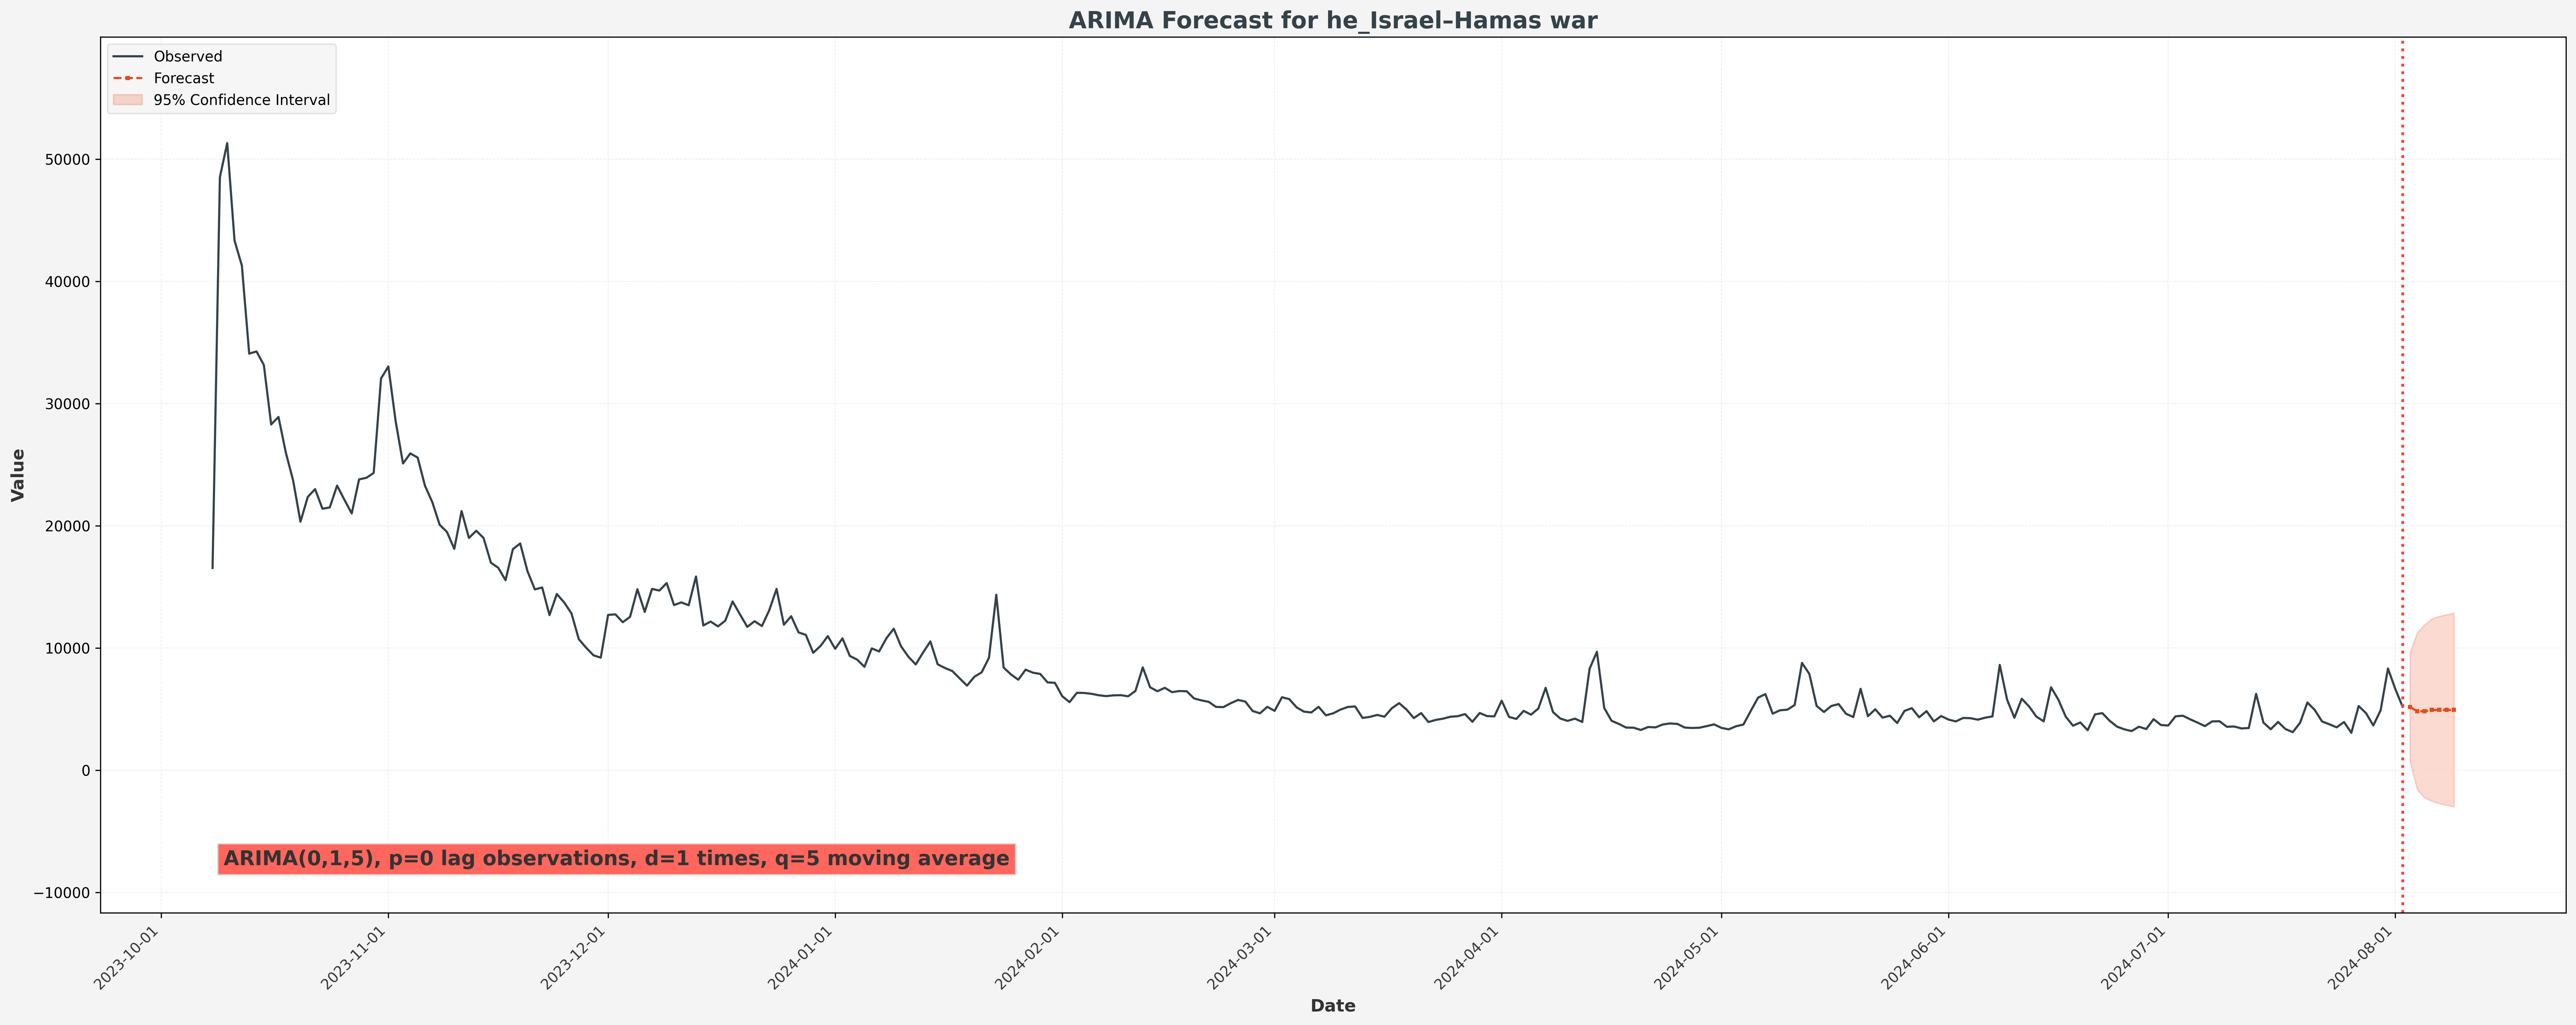 ARIMA Forecast for he_Israel–Hamas war
Observed
Forecast
95% Confidence Interval
Value
50000
40000
30000
20000
10000
0
−10000
ARIMA(0,1,5), p=0 lag observations, d=1 times, q=5 moving average
2023-10-01
2023-11-01
2023-12-01
2024-01-01
2024-02-01
2024-03-01
2024-04-01
2024-05-01
2024-06-01
2024-07-01
2024-08-01
Date